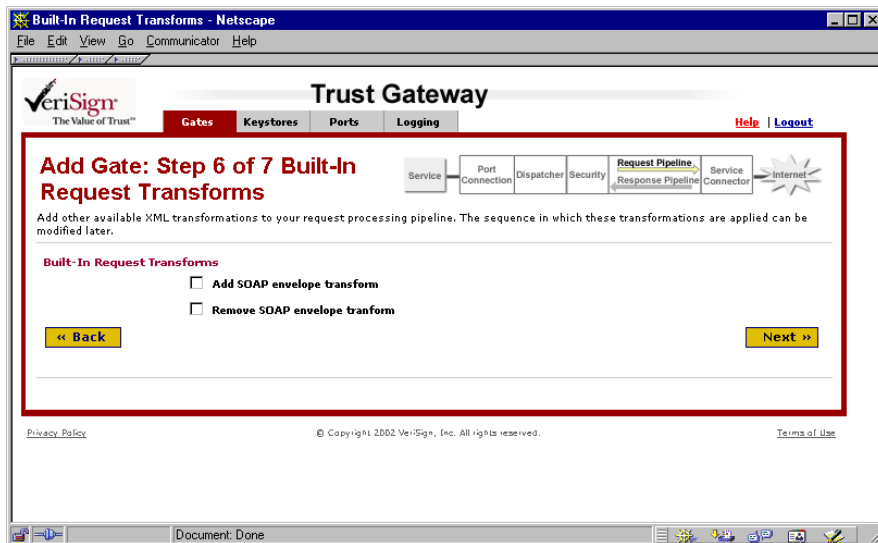 Built-In Request Transforms - Netscape
File Edit View Go Communicator Help
VeriSign
The Value of Trust™
Trust Gateway
Gates Keystores Ports Logging
Help | Logout
Add Gate: Step 6 of 7 Built-In
Request Transforms
Service
Port
Connection
Dispatcher
Security
Request Pipeline
Response Pipeline
Service
Connector
Internet
Add other available XML transformations to your request processing pipeline. The sequence in which these transformations are applied can be
modified later.
Built-In Request Transforms
Add SOAP envelope transform
Remove SOAP envelope tranform
‹‹ Back
Next ››
Privacy Policy
© Copyright 2002 VeriSign, Inc. All rights reserved.
Terms of Use
Document: Done